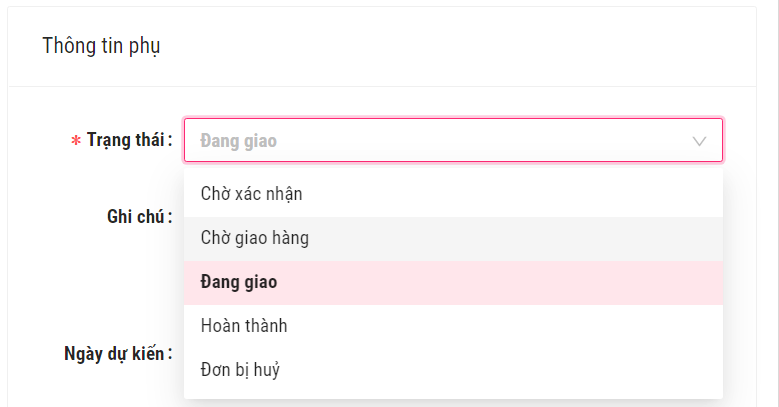 Thông tin phụ
* Trạng thái : Đang giao
Chờ xác nhận
Ghi chú :
Chờ giao hàng
Đang giao
Hoàn thành
Ngày dự kiến :
Đơn bị huỷ